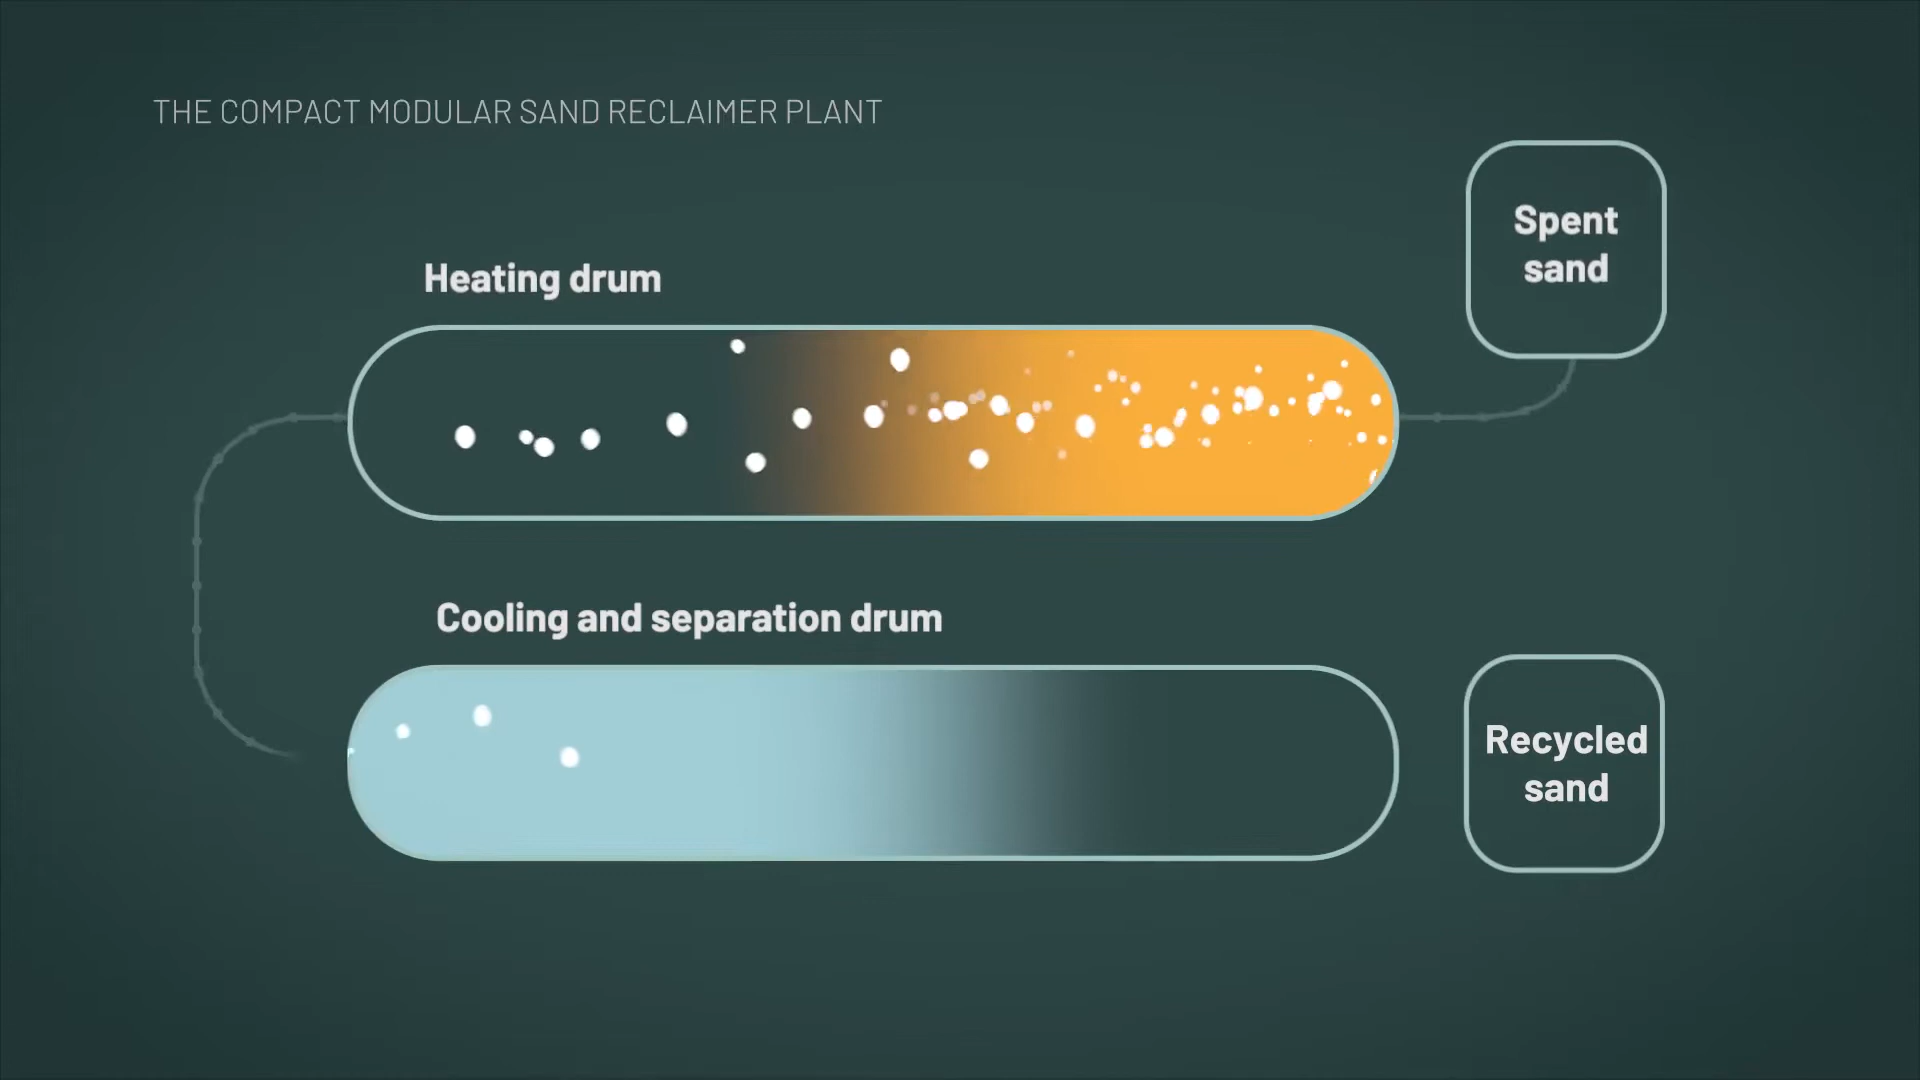 THE COMPACT MODULAR SAND RECLAIMER PLANT
Spent
sand
Heating drum
Cooling and separation drum
Recycled
sand